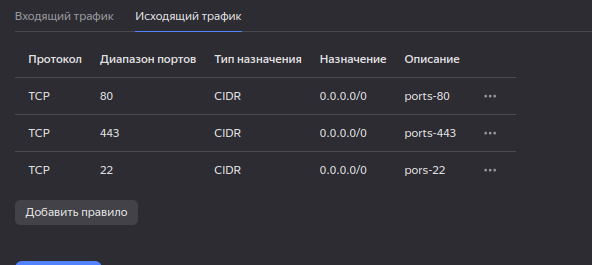 Входящий трафик Исходящий трафик
Протокол Диапазон портов Тип назначения Назначение Описание
TCP 80 CIDR 0.0.0.0/0 ports-80
TCP 443 CIDR 0.0.0.0/0 ports-443
TCP 22 CIDR 0.0.0.0/0 pors-22
Добавить правило